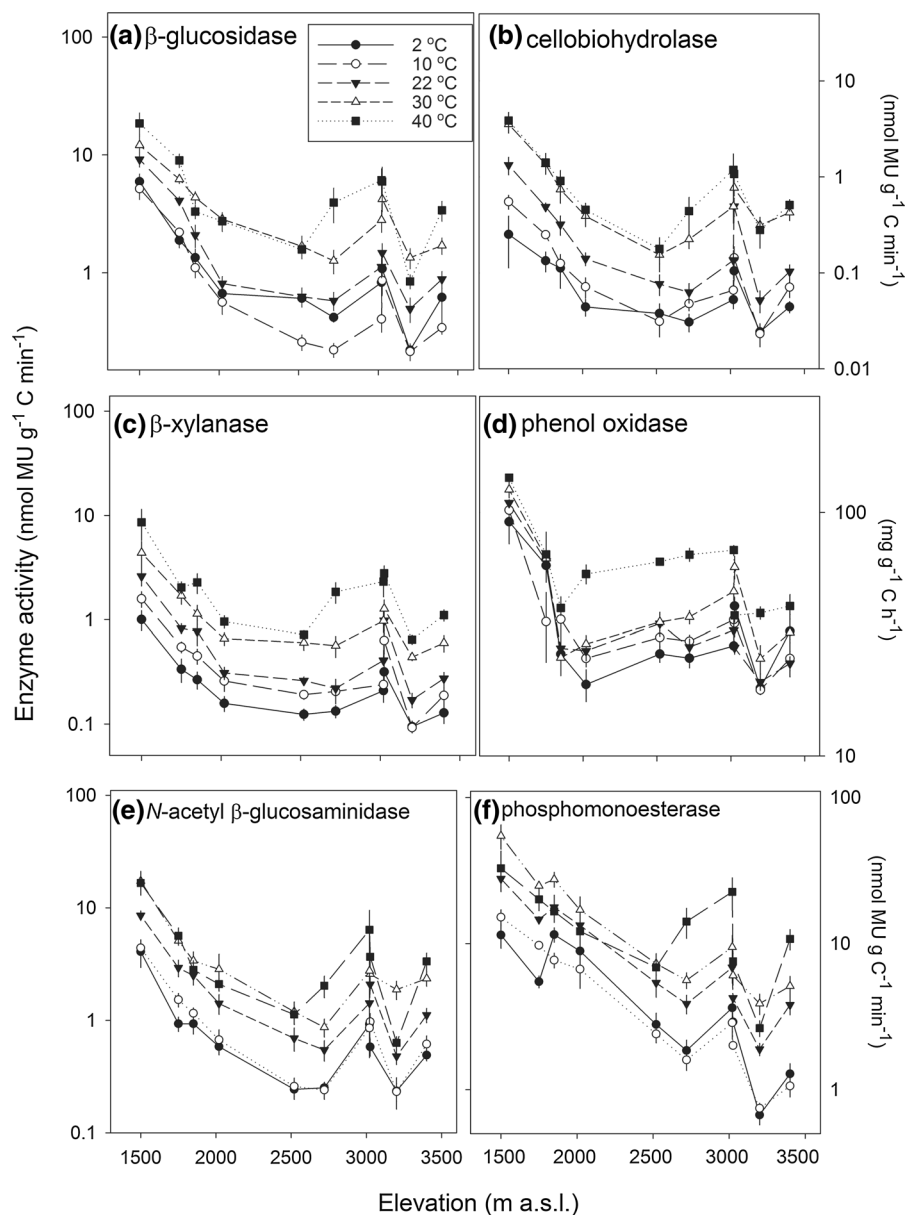 (a) β-glucosidase
2 °C
10 °C
22 °C
30 °C
40 °C
100
10
1
(b) cellobiohydrolase
10
1
0.1
0.01
(nmol MU g⁻¹ C min⁻¹)
(c) β-xylanase
100
10
1
0.1
(d) phenol oxidase
100
10
(mg g⁻¹ C h⁻¹)
Enzyme activity (nmol MU g⁻¹ C min⁻¹)
(e) N-acetyl β-glucosaminidase
100
10
1
0.1
1500 2000 2500 3000 3500
(f) phosphomonoesterase
100
10
1
(nmol MU g C⁻¹ min⁻¹)
1500 2000 2500 3000 3500
Elevation (m a.s.l.)